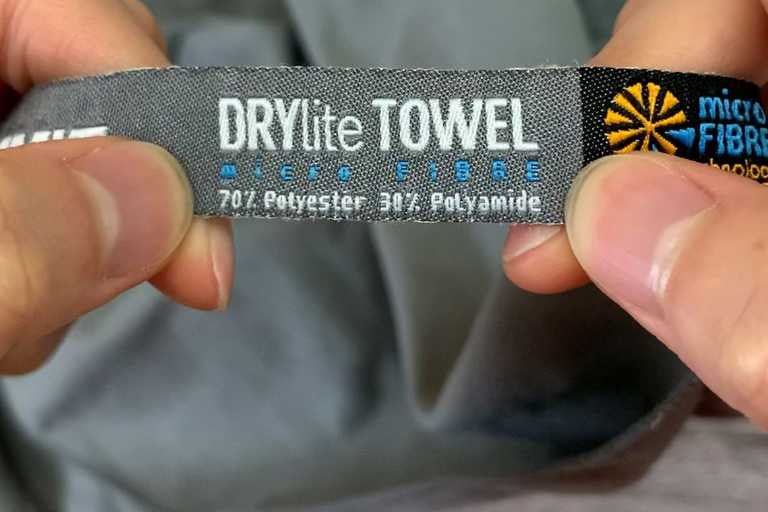 DRYlite TOWEL
micro FIBRE
70% Polyester 30% Polyamide
micro
FIBRE